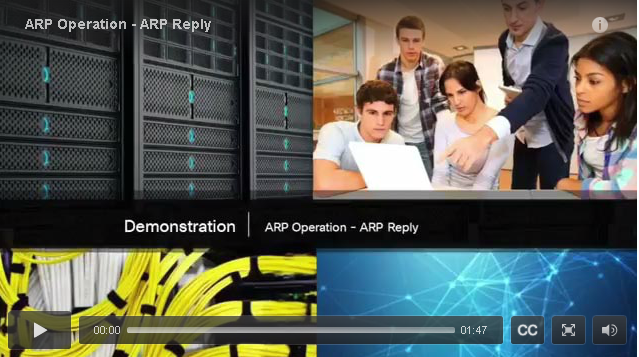 ARP Operation - ARP Reply
Demonstration
ARP Operation - ARP Reply
00:00
01:47
CC